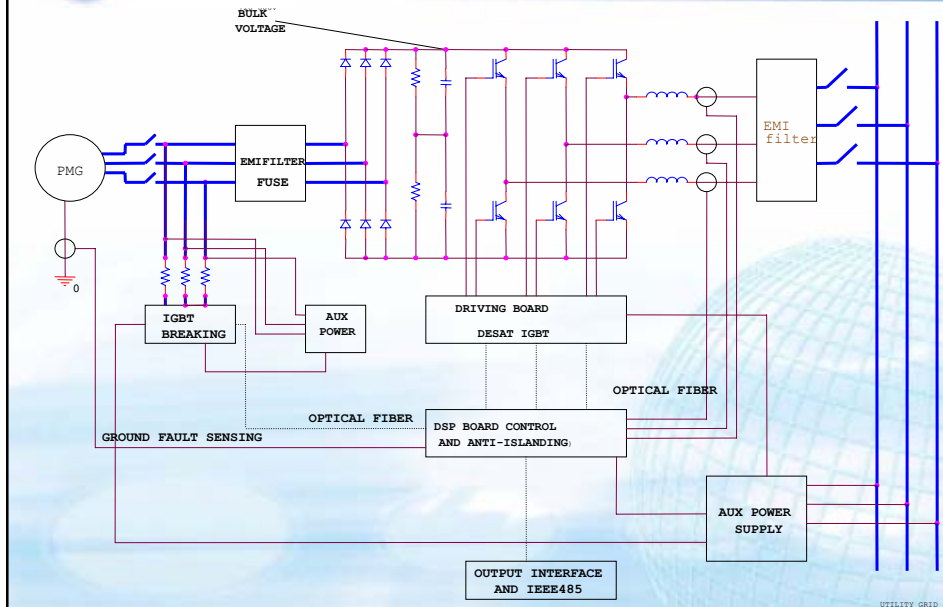 BULK
VOLTAGE
EMI
filter
EMIFILTER
FUSE
PMG
0
IGBT
BREAKING
AUX
POWER
DRIVING BOARD
DESAT IGBT
OPTICAL FIBER
OPTICAL FIBER
GROUND FAULT SENSING
DSP BOARD CONTROL
AND ANTI-ISLANDING)
AUX POWER
SUPPLY
OUTPUT INTERFACE
AND IEEE485
UTILITY GRID